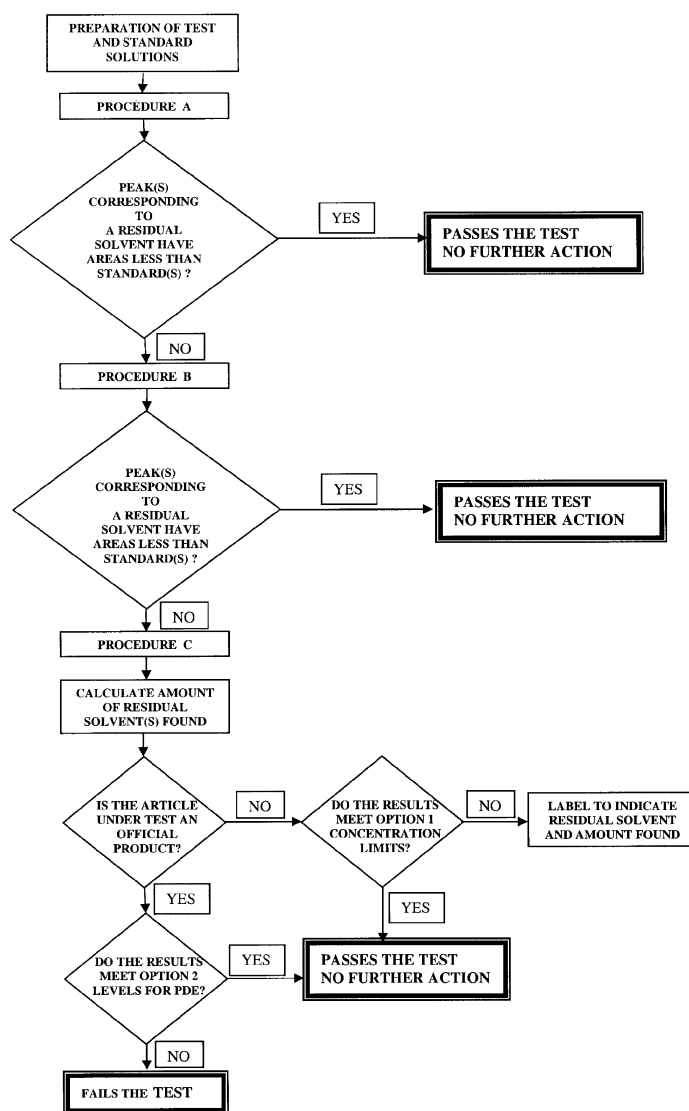 PREPARATION OF TEST
AND STANDARD
SOLUTIONS
PROCEDURE A
PEAK(S)
CORRESPONDING
TO
A RESIDUAL
SOLVENT HAVE
AREAS LESS THAN
STANDARD(S) ?
YES
PASSES THE TEST
NO FURTHER ACTION
NO
PROCEDURE B
PEAK(S)
CORRESPONDING
TO
A RESIDUAL
SOLVENT HAVE
AREAS LESS THAN
STANDARD(S) ?
YES
PASSES THE TEST
NO FURTHER ACTION
NO
PROCEDURE C
CALCULATE AMOUNT
OF RESIDUAL
SOLVENT(S) FOUND
IS THE ARTICLE
UNDER TEST AN
OFFICIAL
PRODUCT?
NO
DO THE RESULTS
MEET OPTION 1
CONCENTRATION
LIMITS?
NO
LABEL TO INDICATE
RESIDUAL SOLVENT
AND AMOUNT FOUND
YES
YES
DO THE RESULTS
MEET OPTION 2
LEVELS FOR PDE?
YES
PASSES THE TEST
NO FURTHER ACTION
NO
FAILS THE TEST